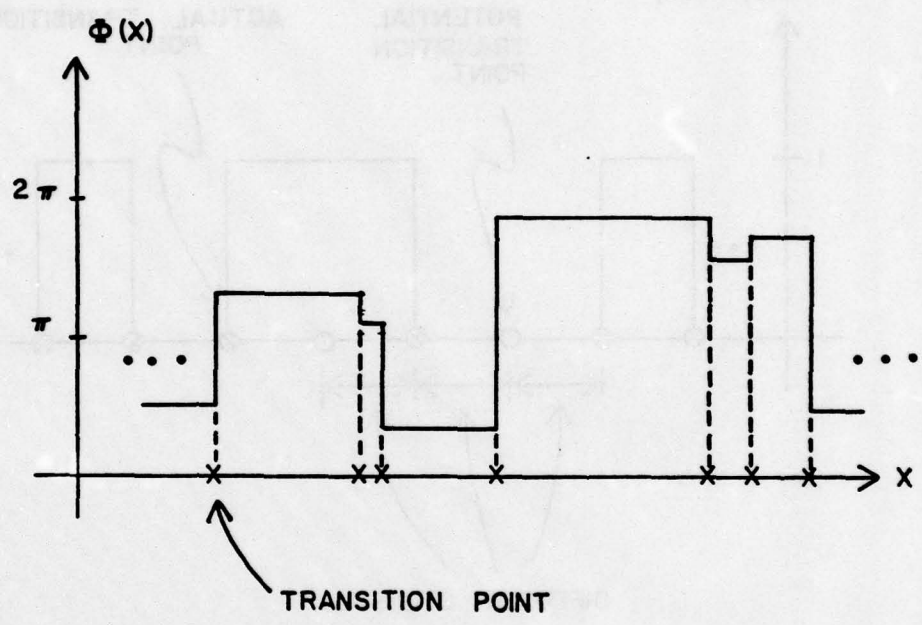 Φ(X)
2π
π
• • •
• • •
X
TRANSITION POINT